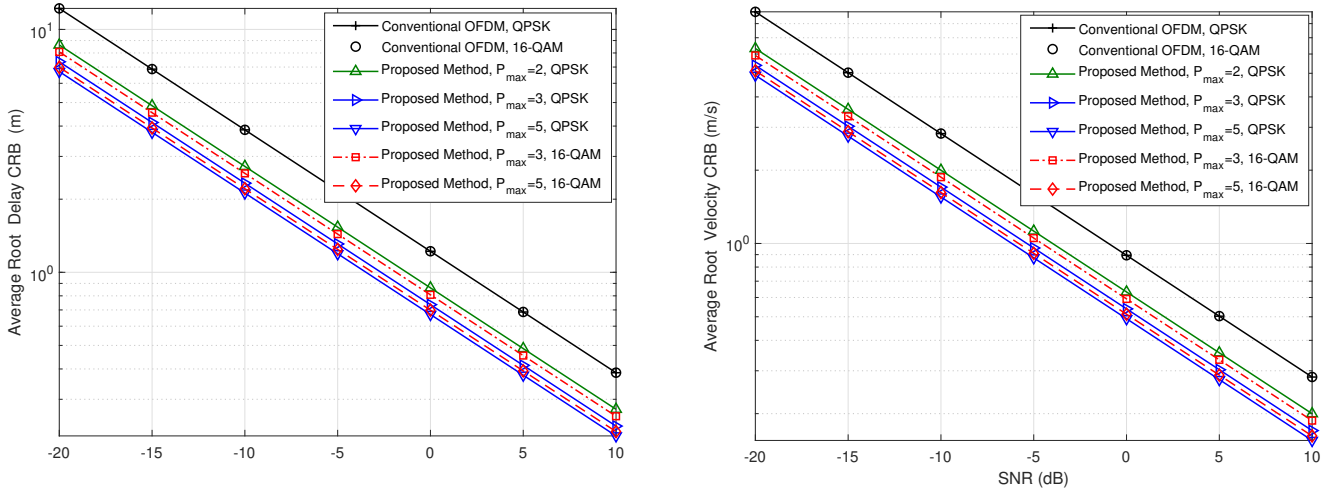 Conventional OFDM, QPSK
Conventional OFDM, 16-QAM
Proposed Method, P_max=2, QPSK
Proposed Method, P_max=3, QPSK
Proposed Method, P_max=5, QPSK
Proposed Method, P_max=3, 16-QAM
Proposed Method, P_max=5, 16-QAM
10^1
10^0
Average Root Delay CRB (m)
-20 -15 -10 -5 0 5 10
Conventional OFDM, QPSK
Conventional OFDM, 16-QAM
Proposed Method, P_max=2, QPSK
Proposed Method, P_max=3, QPSK
Proposed Method, P_max=5, QPSK
Proposed Method, P_max=3, 16-QAM
Proposed Method, P_max=5, 16-QAM
10^0
Average Root Velocity CRB (m/s)
-20 -15 -10 -5 0 5 10
SNR (dB)